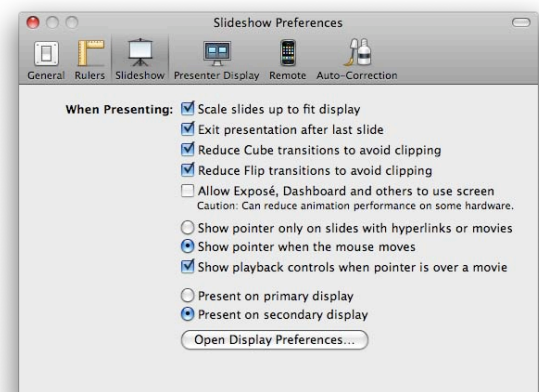 Slideshow Preferences
General Rulers Slideshow Presenter Display Remote Auto-Correction
When Presenting: Scale slides up to fit display
Exit presentation after last slide
Reduce Cube transitions to avoid clipping
Reduce Flip transitions to avoid clipping
Allow Exposé, Dashboard and others to use screen
Caution: Can reduce animation performance on some hardware.
Show pointer only on slides with hyperlinks or movies
Show pointer when the mouse moves
Show playback controls when pointer is over a movie
Present on primary display
Present on secondary display
Open Display Preferences...